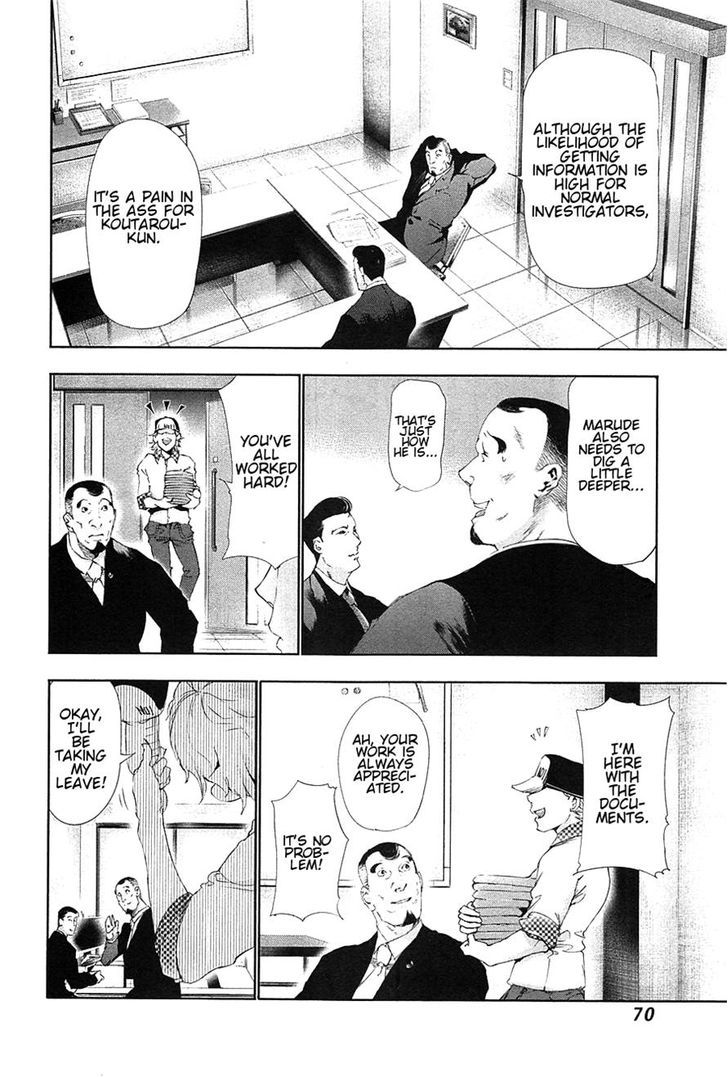 ALTHOUGH THE
LIKELIHOOD OF
GETTING
INFORMATION IS
HIGH FOR
NORMAL
INVESTIGATORS,
IT'S A PAIN IN
THE ASS FOR
KOUTAROU-
KUN.
MARUDE
ALSO
NEEDS TO
DIG A
LITTLE
DEEPER...
THAT'S
JUST
HOW
HE IS...
YOU'VE
ALL
WORKED
HARD!
I'M
HERE
WITH
THE
DOCU-
MENTS.
AH, YOUR
WORK IS
ALWAYS
APPRECI-
ATED.
IT'S NO
PROB-
LEM!
OKAY,
I'LL
BE
TAKING
MY
LEAVE!
70